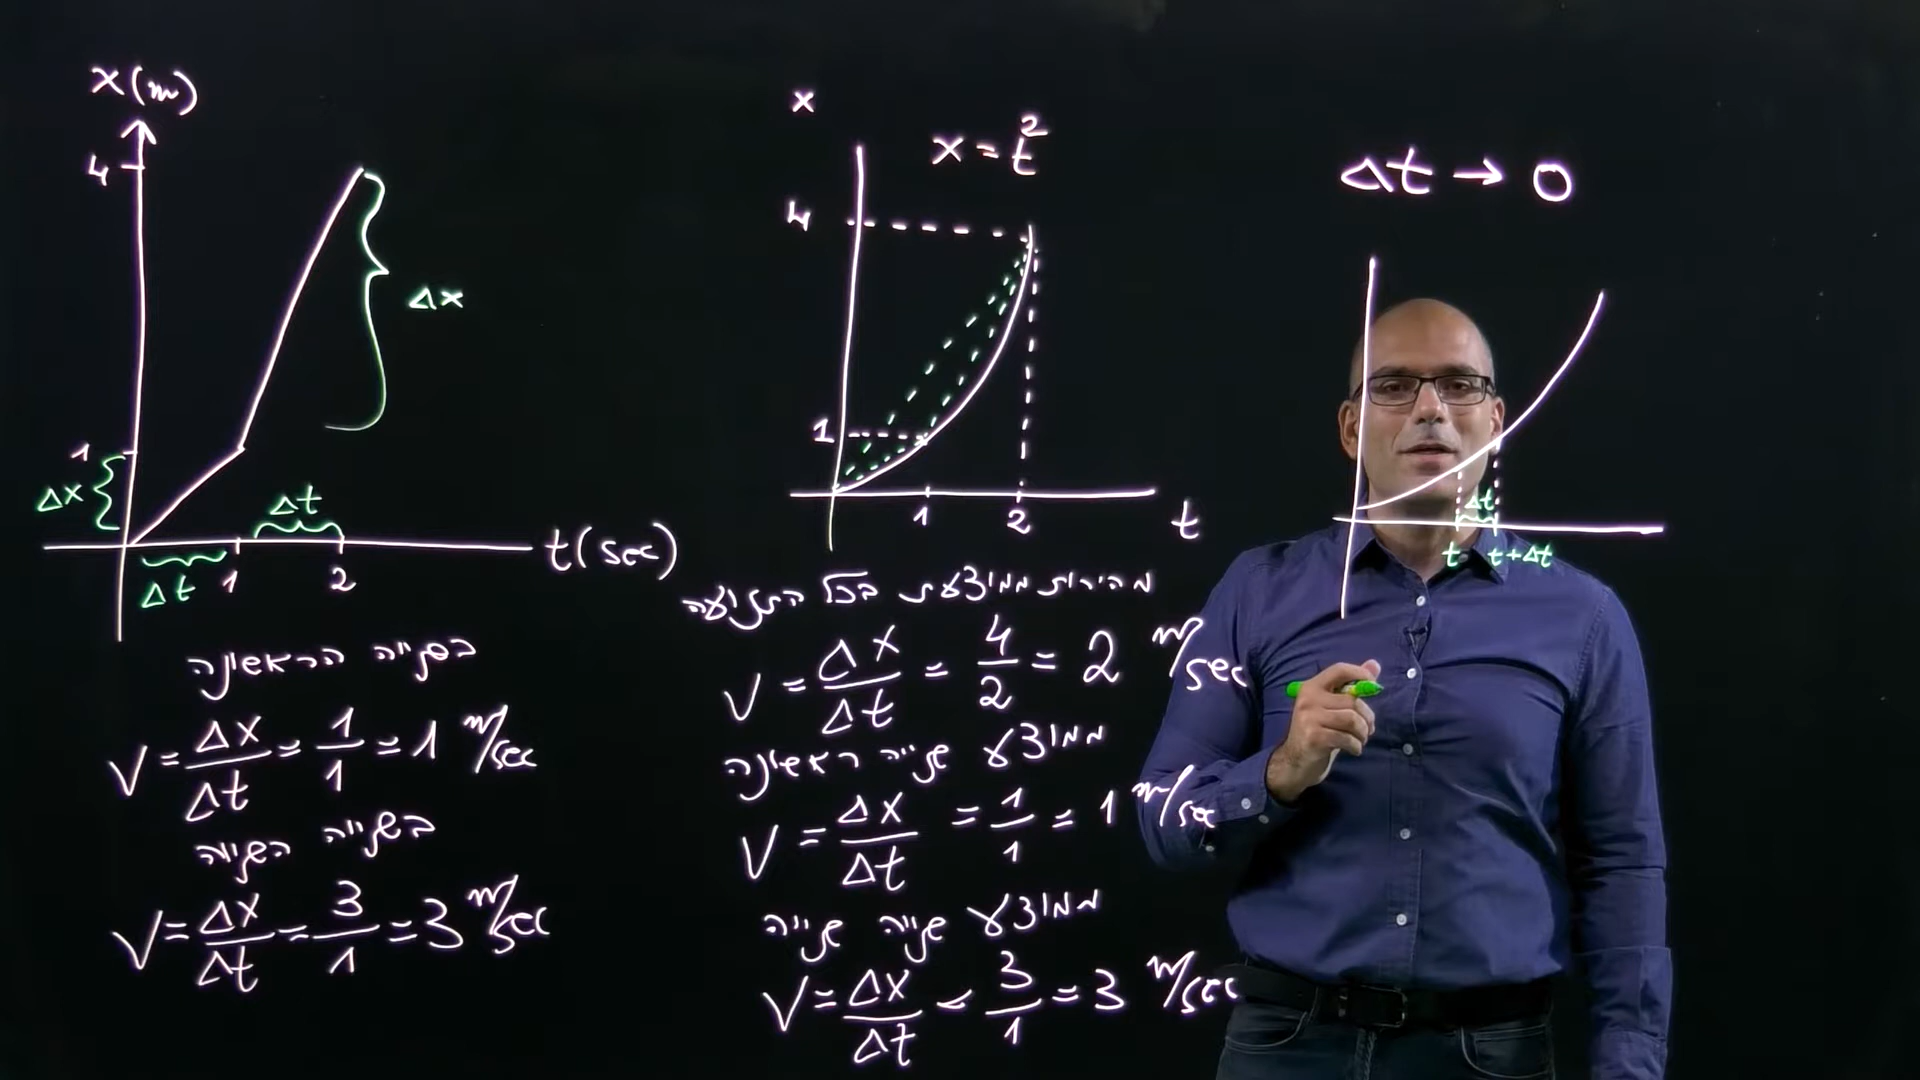 x(m)
4
Δx
1
Δx
Δt
t(sec)
Δt
1
2
בשנייה הראשונה
V = Δx/Δt = 1/1 = 1 m/sec
בשנייה השנייה
V = Δx/Δt = 3/1 = 3 m/sec
x
x = t²
4
1
1
2
t
מהירות ממוצעת בכל התנועה
V = Δx/Δt = 4/2 = 2 m/sec
ממוצע שנייה ראשונה
V = Δx/Δt = 1/1 = 1 m/sec
ממוצע שנייה שנייה
V = Δx/Δt = 3/1 = 3 m/sec
Δt → 0
Δt
t
t+Δt